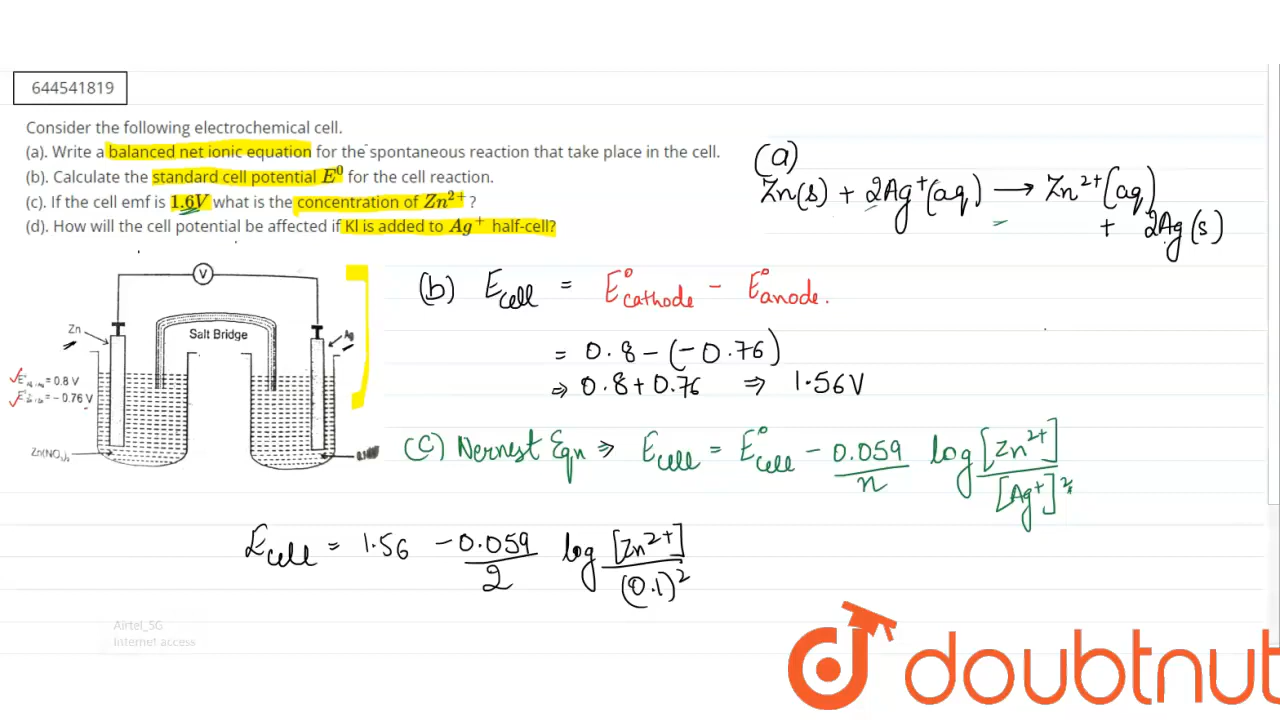 644541819
Consider the following electrochemical cell.
(a). Write a balanced net ionic equation for the spontaneous reaction that take place in the cell.
(b). Calculate the standard cell potential E⁰ for the cell reaction.
(c). If the cell emf is 1.6V what is the concentration of Zn²⁺ ?
(d). How will the cell potential be affected if KI is added to Ag⁺ half-cell?
(a)
Zn(s) + 2Ag⁺(aq) → Zn²⁺(aq)
+ 2Ag(s)
V
Zn
Salt Bridge
Ag
= 0.8 V
= − 0.76 V
Zn(NO₃)₂
(b) Ecell = E°cathode − E°anode.
= 0.8 − (−0.76)
⇒ 0.8 + 0.76 ⇒ 1.56V
(C) Nernest Eqn ⇒ Ecell = E°cell − 0.059/n log [Zn²⁺]/[Ag⁺]²
Ecell = 1.56 − 0.059/2 log [Zn²⁺]/(0.1)²
Airtel_5G
Internet access
doubtnut